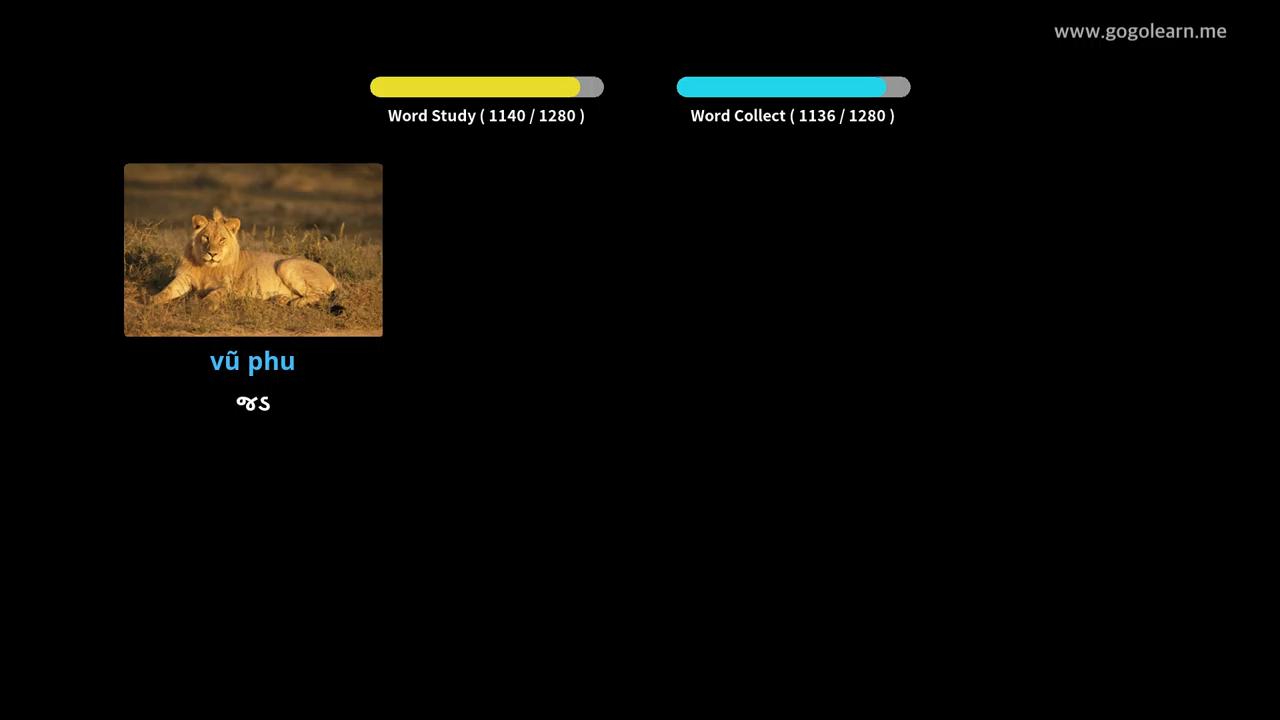 www.gogolearn.me
Word Study ( 1140 / 1280 )
Word Collect ( 1136 / 1280 )
vũ phu
જડ